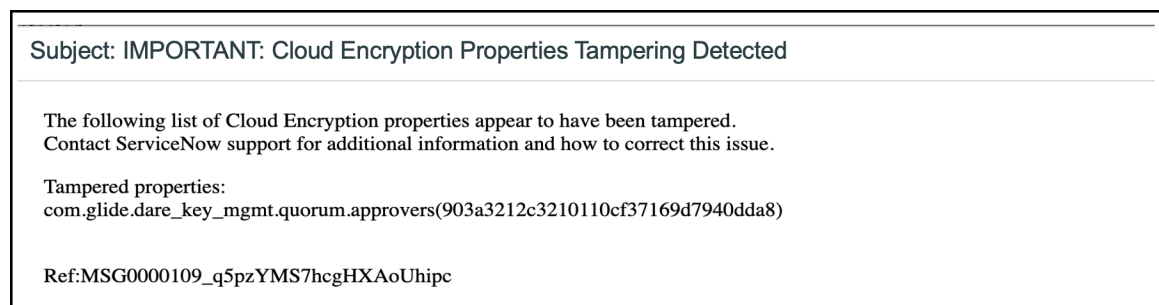 Subject: IMPORTANT: Cloud Encryption Properties Tampering Detected
The following list of Cloud Encryption properties appear to have been tampered.
Contact ServiceNow support for additional information and how to correct this issue.
Tampered properties:
com.glide.dare_key_mgmt.quorum.approvers(903a3212c3210110cf37169d7940dda8)
Ref:MSG0000109_q5pzYMS7hcgHXAoUhipc